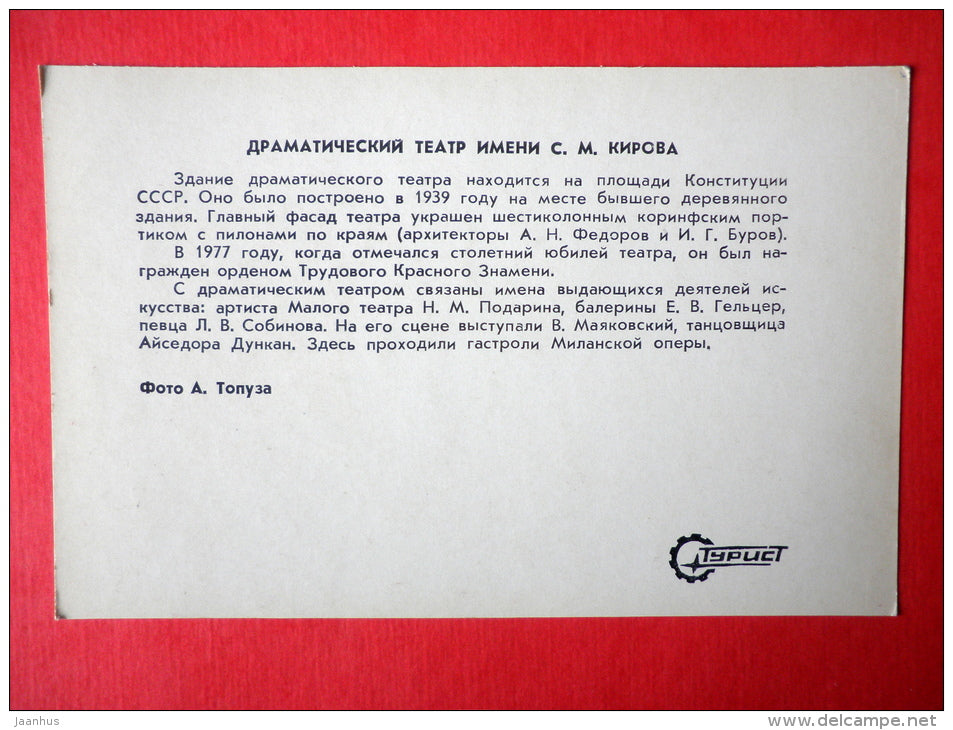 ДРАМАТИЧЕСКИЙ ТЕАТР ИМЕНИ С. М. КИРОВА
Здание драматического театра находится на площади Конституции
СССР. Оно было построено в 1939 году на месте бывшего деревянного
здания. Главный фасад театра украшен шестиколонным коринфским пор-
тиком с пилонами по краям (архитекторы А. Н. Федоров и И. Г. Буров).
В 1977 году, когда отмечался столетний юбилей театра, он был на-
гражден орденом Трудового Красного Знамени.
С драматическим театром связаны имена выдающихся деятелей ис-
кусства: артиста Малого театра Н. М. Подарина, балерины Е. В. Гельцер,
певца Л. В. Собинова. На его сцене выступали В. Маяковский, танцовщица
Айседора Дункан. Здесь проходили гастроли Миланской оперы.
Фото А. Топуза
ТУРИСТ
Jaanhus
www.delcampe.net